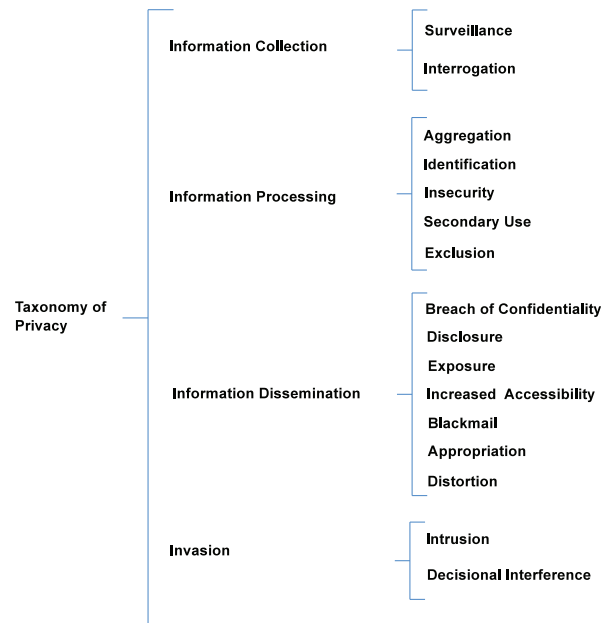 Taxonomy of
Privacy
Information Collection
Surveillance
Interrogation
Information Processing
Aggregation
Identification
Insecurity
Secondary Use
Exclusion
Information Dissemination
Breach of Confidentiality
Disclosure
Exposure
Increased Accessibility
Blackmail
Appropriation
Distortion
Invasion
Intrusion
Decisional Interference